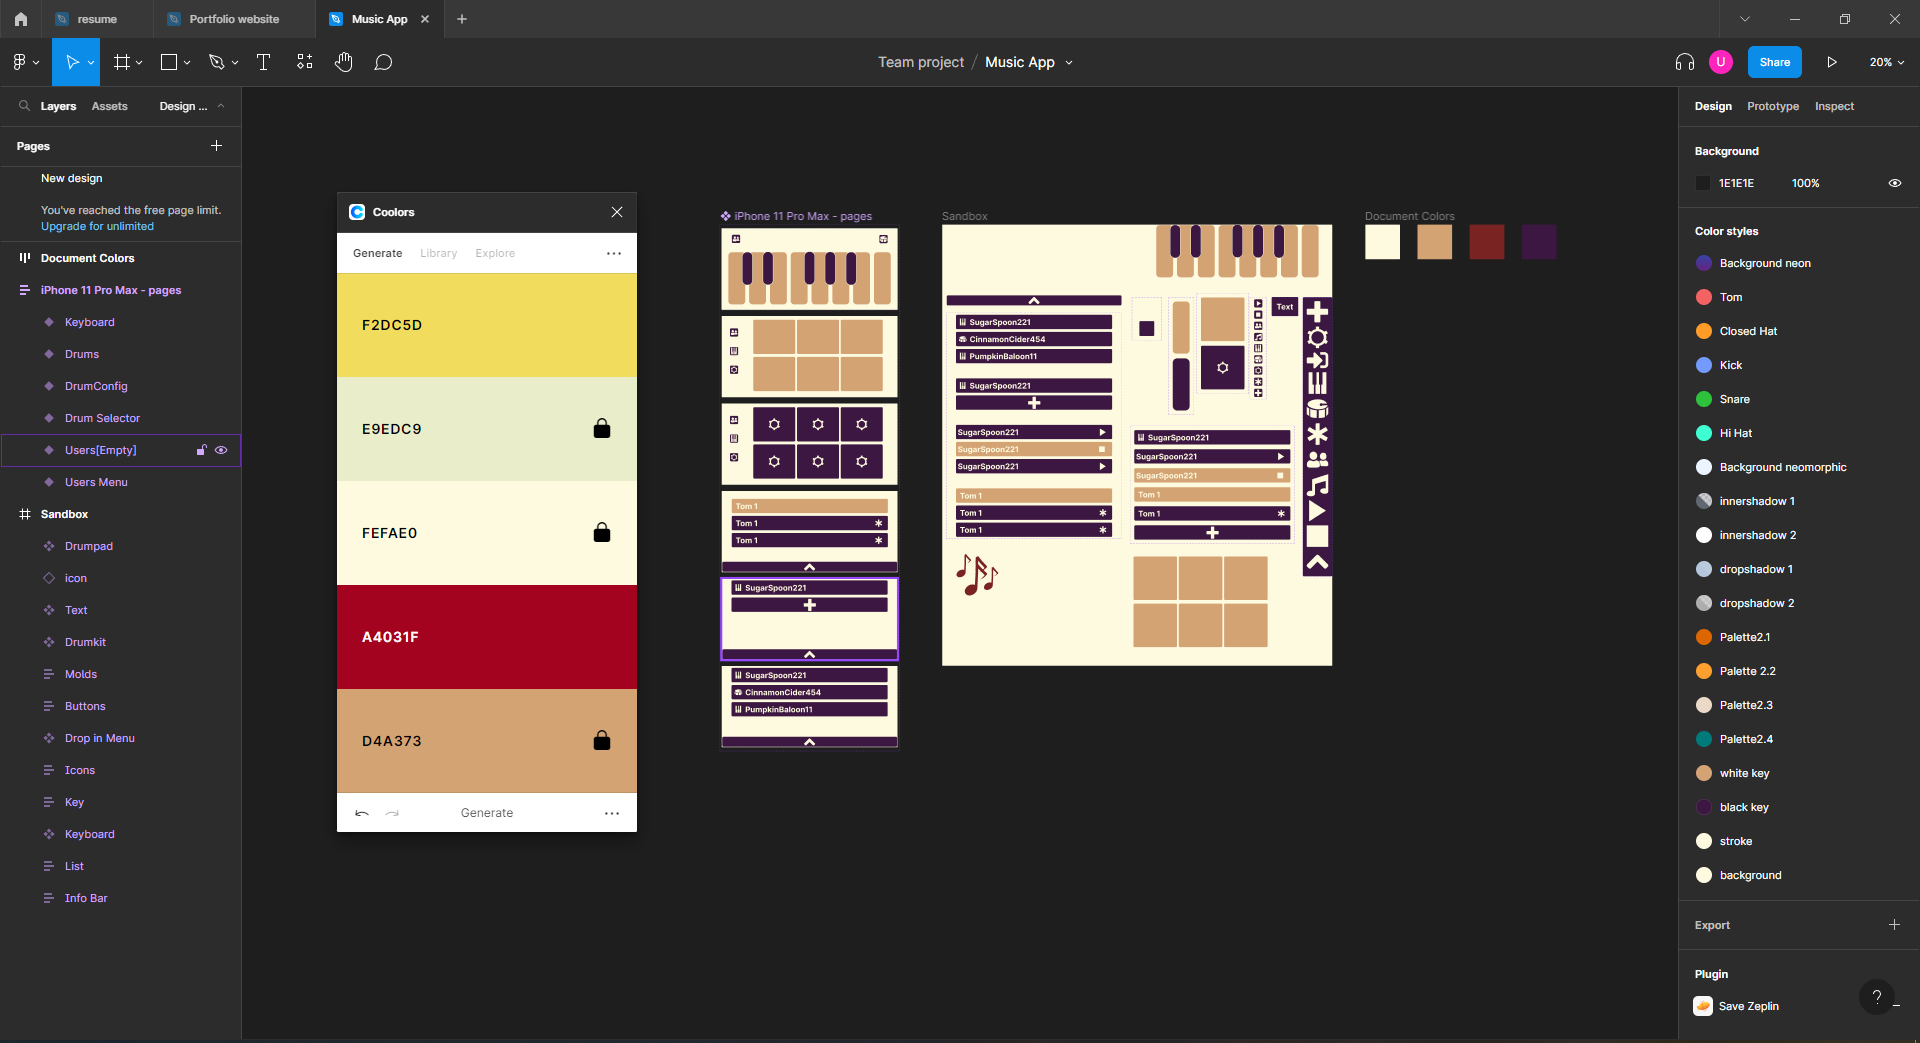 resume
Portfolio website
Music App
Team project / Music App
U
Share
20%
Layers
Assets
Design ...
Pages
New design
You've reached the free page limit.
Upgrade for unlimited
Document Colors
iPhone 11 Pro Max - pages
Keyboard
Drums
DrumConfig
Drum Selector
Users[Empty]
Users Menu
Sandbox
Drumpad
icon
Text
Drumkit
Molds
Buttons
Drop in Menu
Icons
Key
Keyboard
List
Info Bar
Coolors
Generate
Library
Explore
F2DC5D
E9EDC9
FEFAE0
A4031F
D4A373
Generate
iPhone 11 Pro Max - pages
Tom 1
Tom 1
Tom 1
SugarSpoon221
SugarSpoon221
CinnamonCider454
PumpkinBaloon11
Sandbox
SugarSpoon221
CinnamonCider454
PumpkinBaloon11
SugarSpoon221
SugarSpoon221
SugarSpoon221
SugarSpoon221
Tom 1
Tom 1
Tom 1
Text
SugarSpoon221
SugarSpoon221
SugarSpoon221
Tom 1
Tom 1
Document Colors
Design
Prototype
Inspect
Background
1E1E1E
100%
Color styles
Background neon
Tom
Closed Hat
Kick
Snare
Hi Hat
Background neomorphic
innershadow 1
innershadow 2
dropshadow 1
dropshadow 2
Palette2.1
Palette 2.2
Palette2.3
Palette2.4
white key
black key
stroke
background
Export
Plugin
Save Zeplin
?